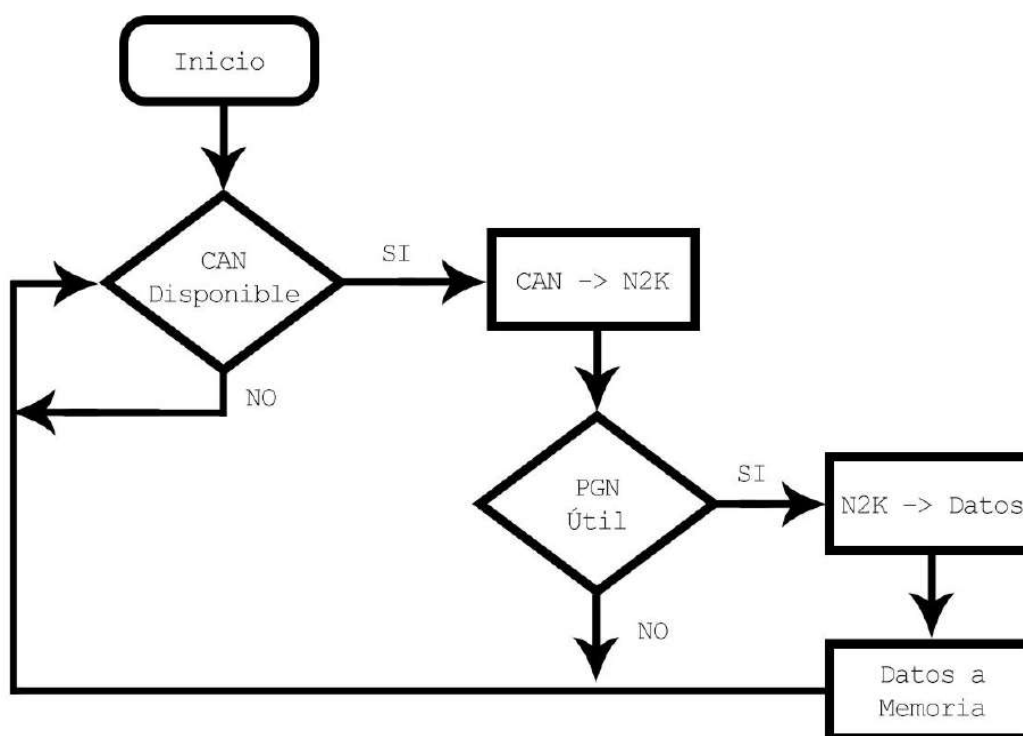 Inicio
CAN
Disponible
SI
NO
CAN -> N2K
PGN
Útil
SI
NO
N2K -> Datos
Datos a
Memoria